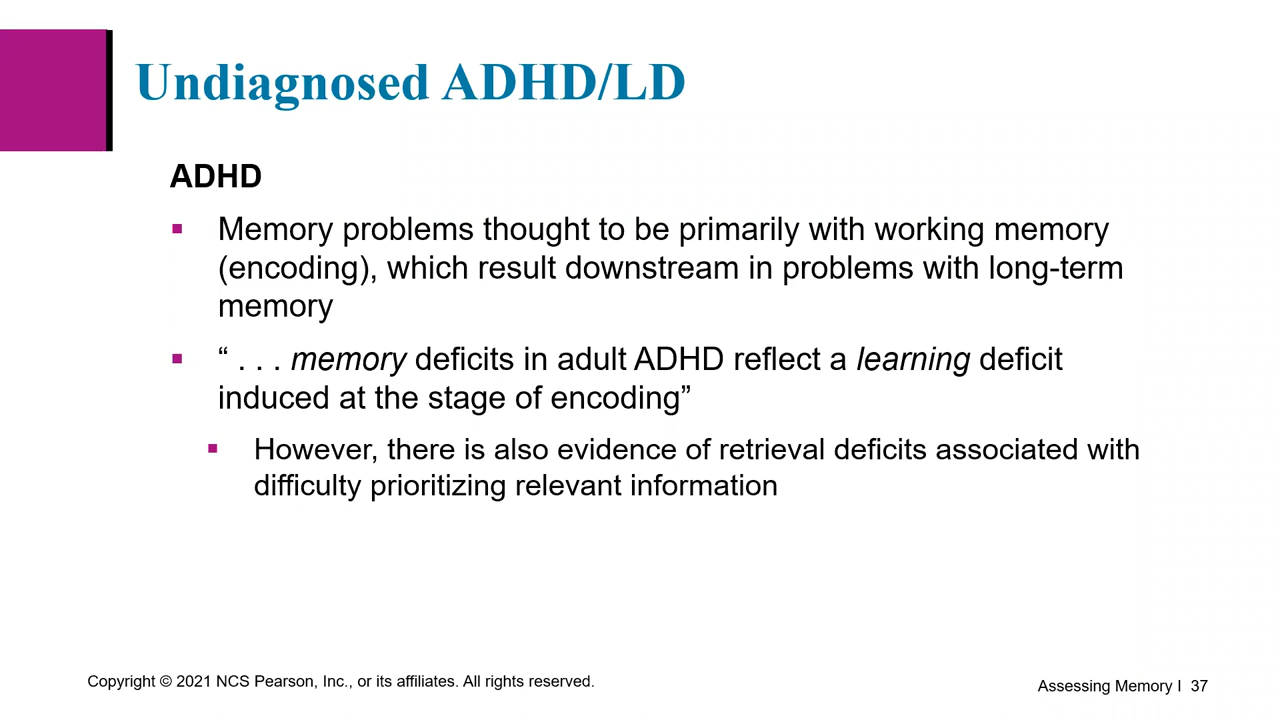 Undiagnosed ADHD/LD
ADHD
▪ Memory problems thought to be primarily with working memory
(encoding), which result downstream in problems with long-term
memory
▪ “ . . . memory deficits in adult ADHD reflect a learning deficit
induced at the stage of encoding”
▪ However, there is also evidence of retrieval deficits associated with
difficulty prioritizing relevant information
Copyright © 2021 NCS Pearson, Inc., or its affiliates. All rights reserved.
Assessing Memory I 37